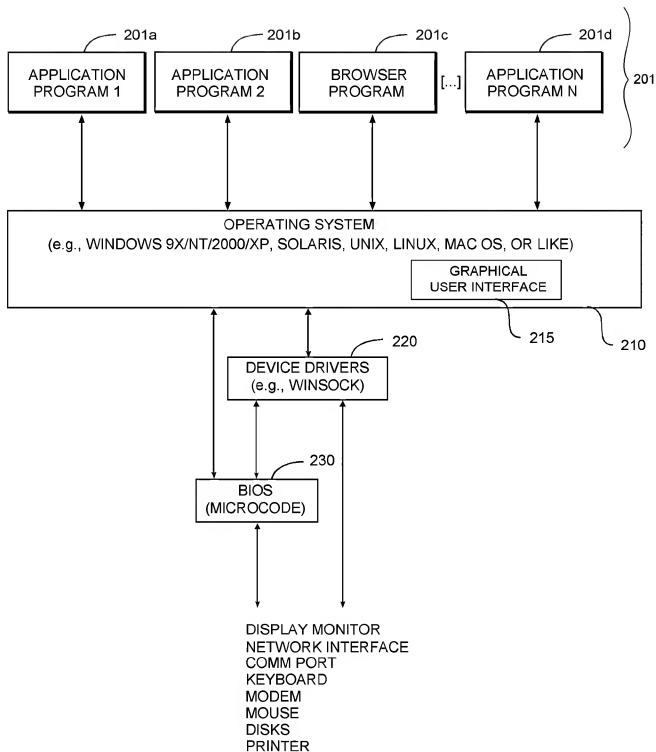 201a
201b
201c
201d
APPLICATION
PROGRAM 1
APPLICATION
PROGRAM 2
BROWSER
PROGRAM
[...]
APPLICATION
PROGRAM N
201
OPERATING SYSTEM
(e.g., WINDOWS 9X/NT/2000/XP, SOLARIS, UNIX, LINUX, MAC OS, OR LIKE)
GRAPHICAL
USER INTERFACE
215
210
220
DEVICE DRIVERS
(e.g., WINSOCK)
230
BIOS
(MICROCODE)
DISPLAY MONITOR
NETWORK INTERFACE
COMM PORT
KEYBOARD
MODEM
MOUSE
DISKS
PRINTER